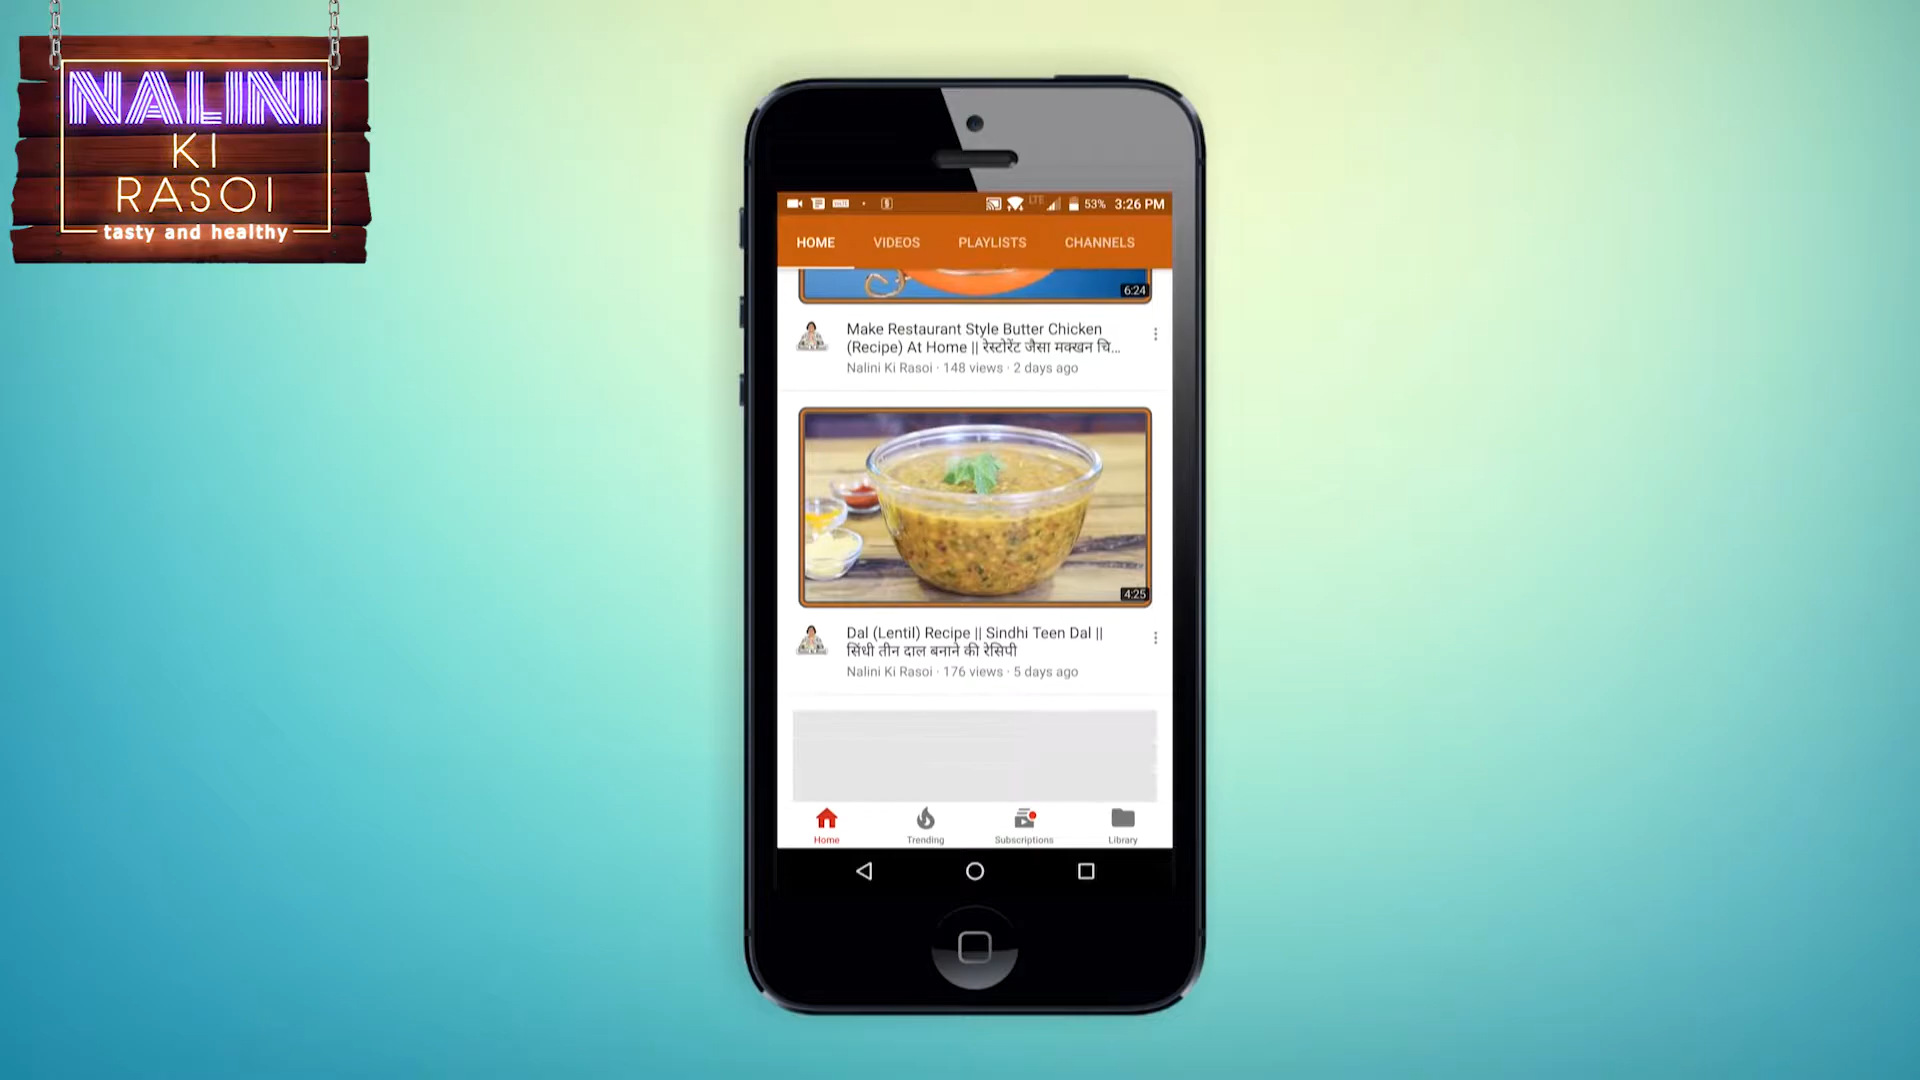 NALINI
KI
RASOI
tasty and healthy
LTE 53% 3:26 PM
HOME VIDEOS PLAYLISTS CHANNELS
6:24
Make Restaurant Style Butter Chicken
(Recipe) At Home || रेस्टोरेंट जैसा मक्खन चि...
Nalini Ki Rasoi · 148 views · 2 days ago
4:25
Dal (Lentil) Recipe || Sindhi Teen Dal ||
सिंधी तीन दाल बनाने की रेसिपी
Nalini Ki Rasoi · 176 views · 5 days ago
Home Trending Subscriptions Library